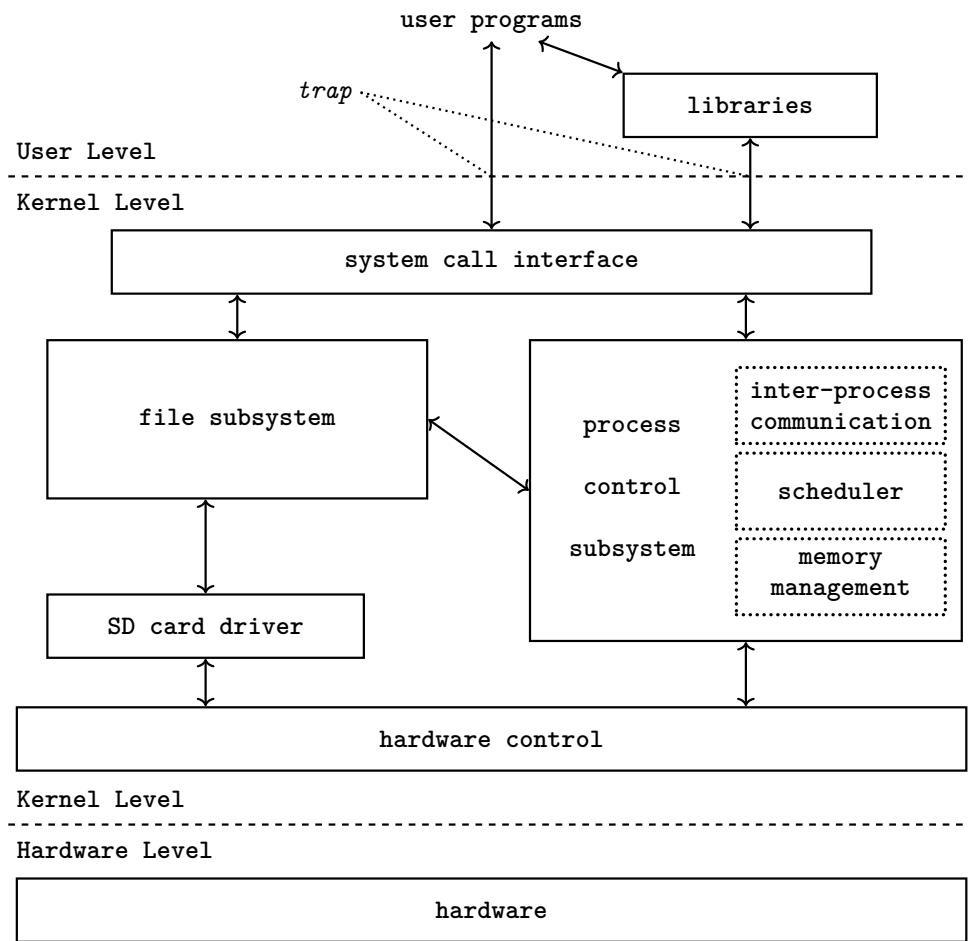 user programs
trap
libraries
User Level
Kernel Level
system call interface
file subsystem
process
control
subsystem
inter-process
communication
scheduler
memory
management
SD card driver
hardware control
Kernel Level
Hardware Level
hardware